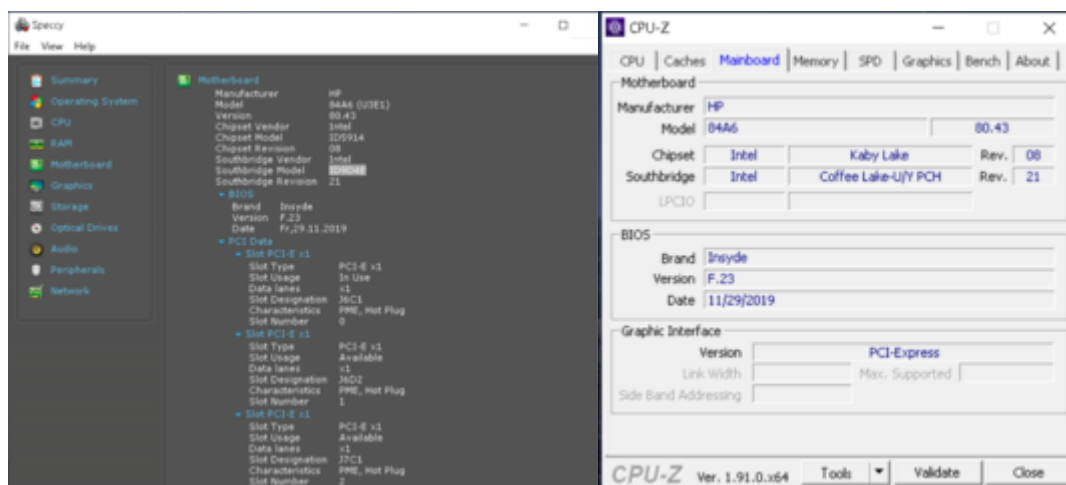 Speccy
File View Help
Summary
Operating System
CPU
RAM
Motherboard
Graphics
Storage
Optical Drives
Audio
Peripherals
Network
Motherboard
Manufacturer HP
Model 84A6 (U3E1)
Version 80.43
Chipset Vendor Intel
Chipset Model ID5914
Chipset Revision 08
Southbridge Vendor Intel
Southbridge Model
Southbridge Revision 21
BIOS
Brand Insyde
Version F.23
Date Fr,29.11.2019
PCI Data
Slot PCI-E x1
Slot Type PCI-E x1
Slot Usage In Use
Data lanes x1
Slot Designation J6C1
Characteristics PME, Hot Plug
Slot Number 0
Slot PCI-E x1
Slot Type PCI-E x1
Slot Usage Available
Data lanes x1
Slot Designation J6D2
Characteristics PME, Hot Plug
Slot Number 1
Slot PCI-E x1
Slot Type PCI-E x1
Slot Usage Available
Data lanes x1
Slot Designation J7C1
Characteristics PME, Hot Plug
Slot Number 2
CPU-Z
CPU Caches Mainboard Memory SPD Graphics Bench About
Motherboard
Manufacturer HP
Model 84A6 80.43
Chipset Intel Kaby Lake Rev. 08
Southbridge Intel Coffee Lake-U/Y PCH Rev. 21
LPCIO
BIOS
Brand Insyde
Version F.23
Date 11/29/2019
Graphic Interface
Version PCI-Express
Link Width Max. Supported
Side Band Addressing
CPU-Z Ver. 1.91.0.x64 Tools Validate Close